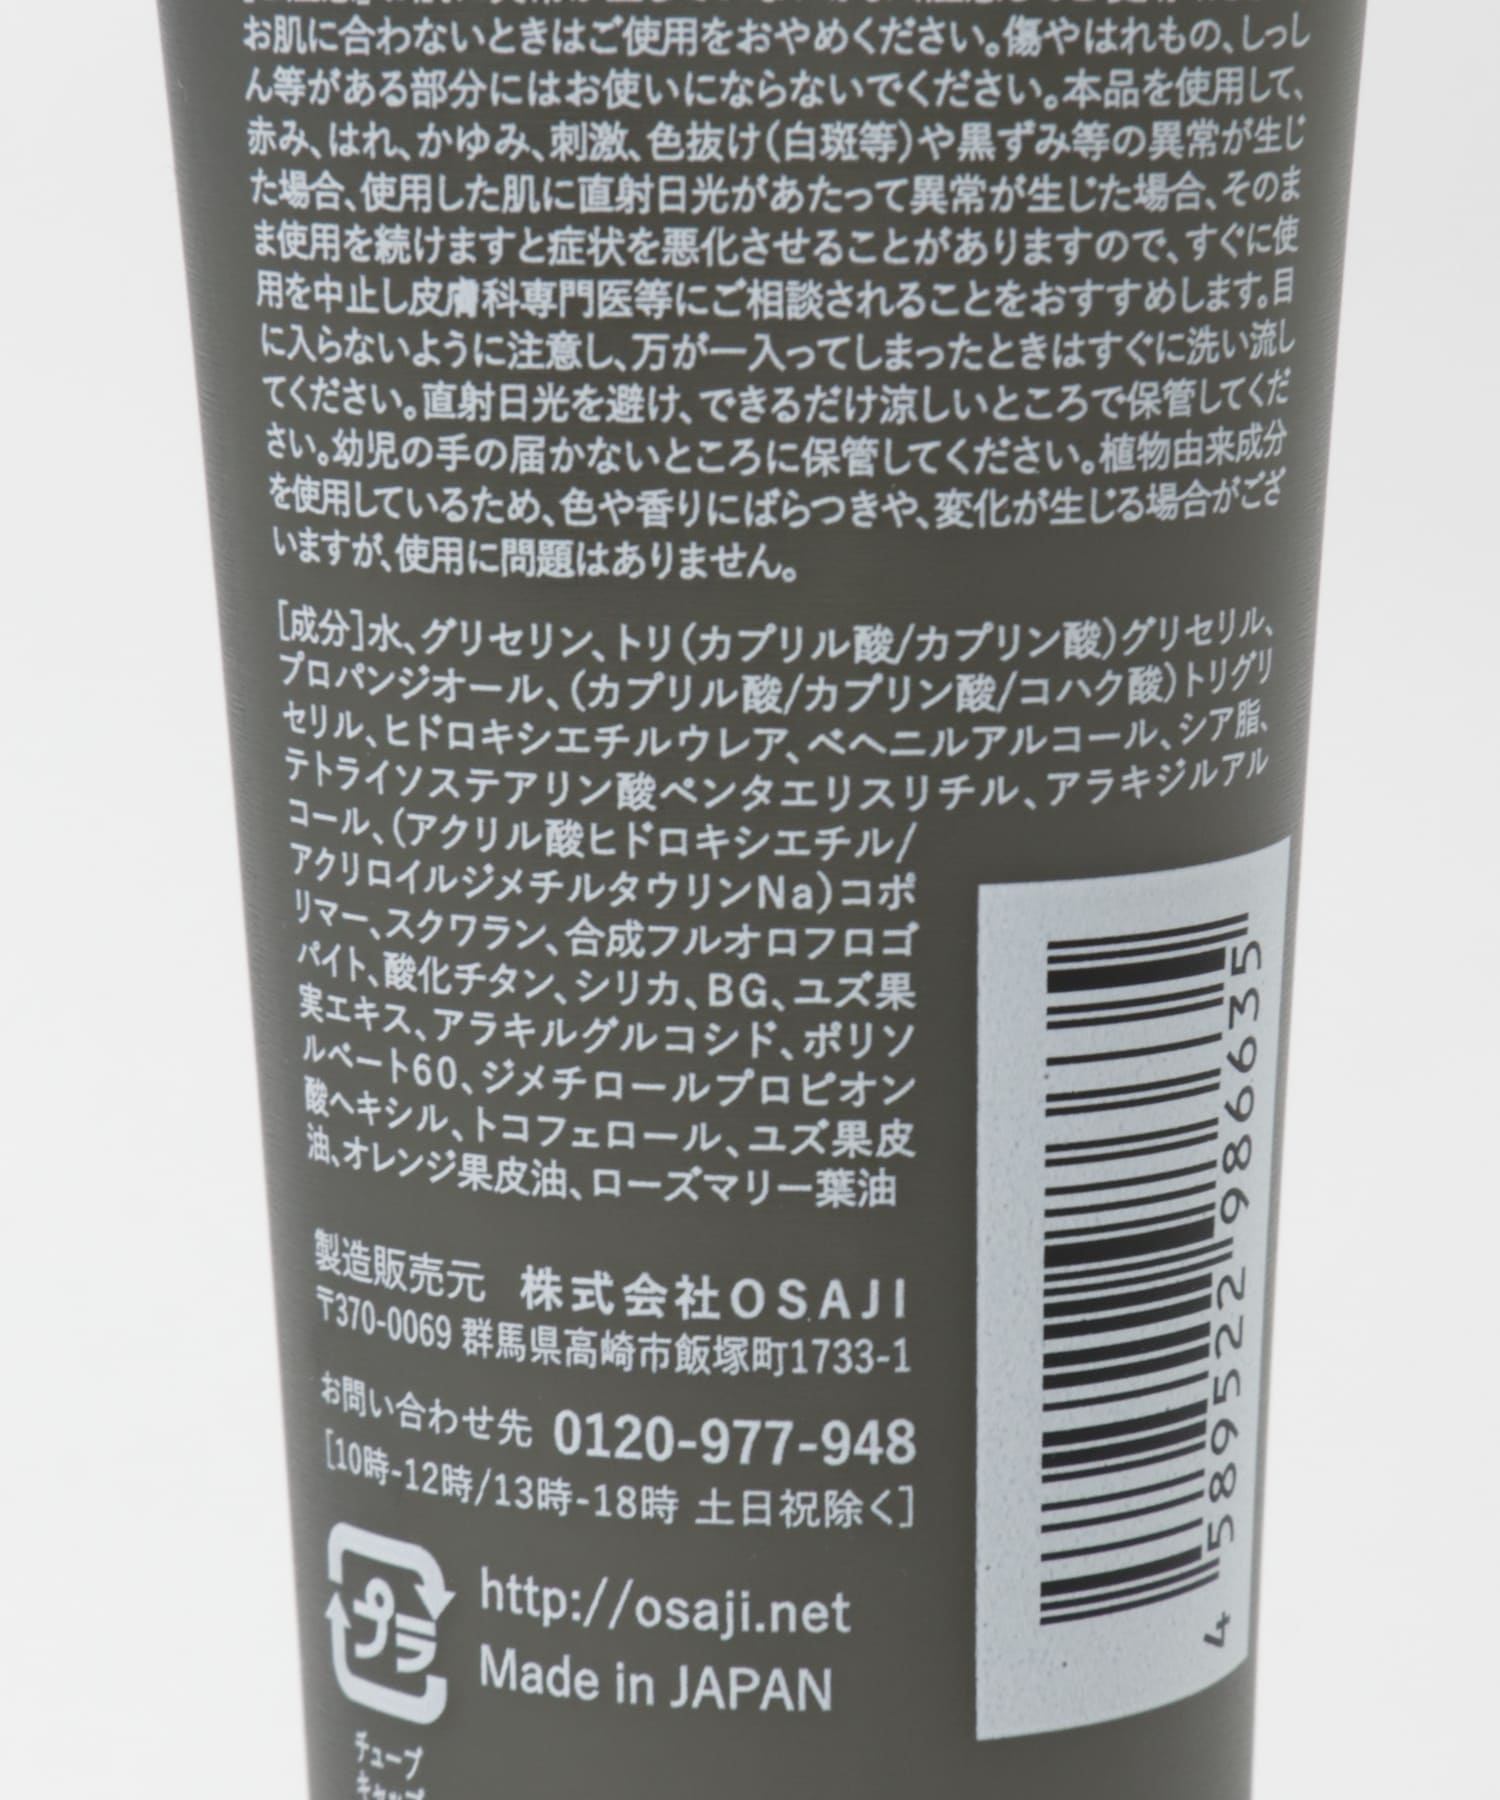 お肌に合わないときはご使用をおやめください。傷やはれもの、しっし
ん等がある部分にはお使いにならないでください。本品を使用して、
赤み、はれ、かゆみ、刺激、色抜け(白斑等)や黒ずみ等の異常が生じ
た場合、使用した肌に直射日光があたって異常が生じた場合、そのま
ま使用を続けますと症状を悪化させることがありますので、すぐに使
用を中止し皮膚科専門医等にご相談されることをおすすめします。目
に入らないように注意し、万が一入ってしまったときはすぐに洗い流し
てください。直射日光を避け、できるだけ涼しいところで保管してくだ
さい。幼児の手の届かないところに保管してください。植物由来成分
を使用しているため、色や香りにばらつきや、変化が生じる場合がござ
いますが、使用に問題はありません。
[成分]水、グリセリン、トリ(カプリル酸/カプリン酸)グリセリル、
プロパンジオール、(カプリル酸/カプリン酸/コハク酸)トリグリ
セリル、ヒドロキシエチルウレア、ベヘニルアルコール、シア脂、
テトライソステアリン酸ペンタエリスリチル、アラキジルアル
コール、(アクリル酸ヒドロキシエチル/
アクリロイルジメチルタウリンNa)コポ
リマー、スクワラン、合成フルオロフロゴ
パイト、酸化チタン、シリカ、BG、ユズ果
実エキス、アラキルグルコシド、ポリソ
ルベート60、ジメチロールプロピオン
酸ヘキシル、トコフェロール、ユズ果皮
油、オレンジ果皮油、ローズマリー葉油
製造販売元 株式会社OSAJI
〒370-0069 群馬県高崎市飯塚町1733-1
お問い合わせ先 0120-977-948
[10時-12時/13時-18時 土日祝除く]
プラ
http://osaji.net
Made in JAPAN
チューブ
キャップ
4 589522 986635